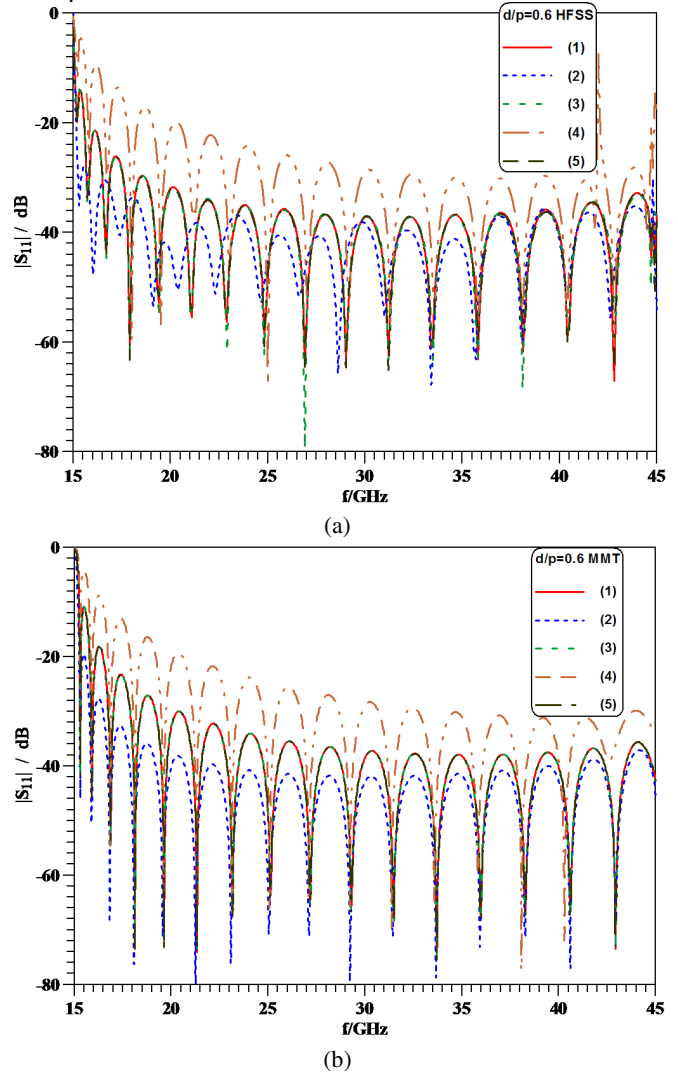 d/p=0.6 HFSS
(1)
(2)
(3)
(4)
(5)
0
-20
-40
-60
-80
|S11| / dB
15 20 25 30 35 40 45
f/GHz
(a)
d/p=0.6 MMT
(1)
(2)
(3)
(4)
(5)
0
-20
-40
-60
-80
|S11| / dB
15 20 25 30 35 40 45
f/GHz
(b)